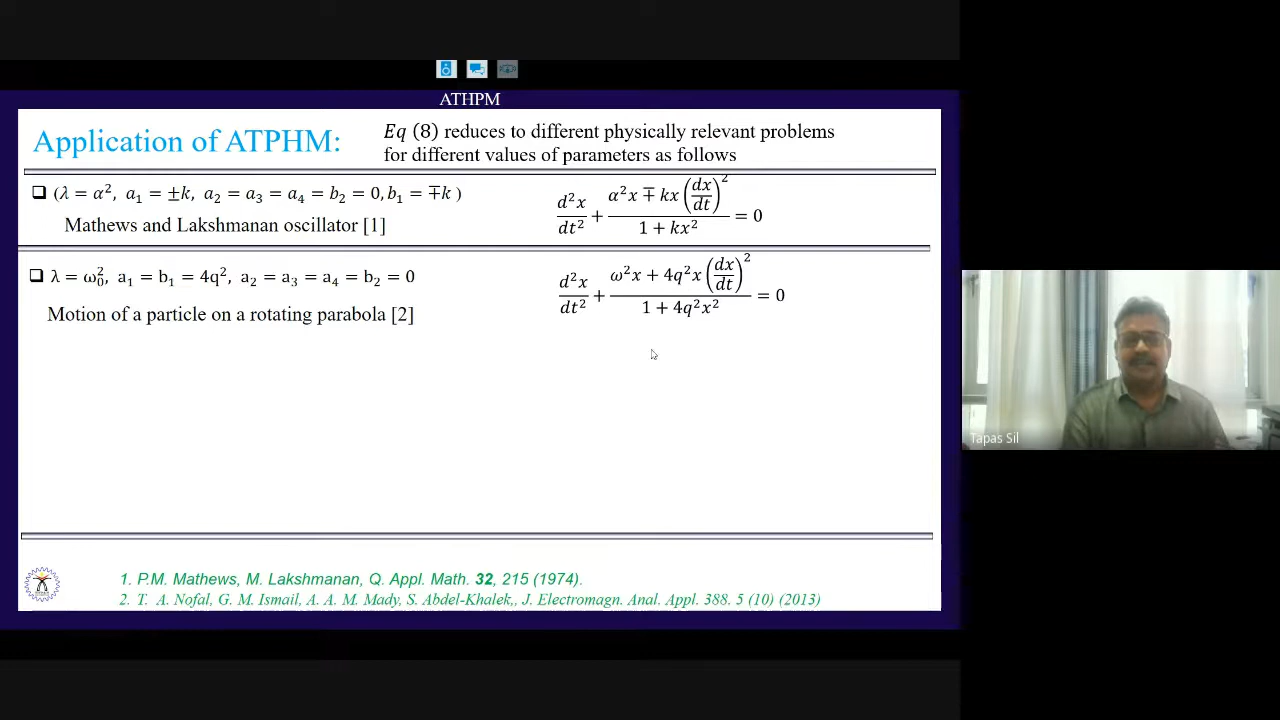 ATHPM
Application of ATPHM:
Eq (8) reduces to different physically relevant problems
for different values of parameters as follows
❑ (λ = α², a₁ = ±k, a₂ = a₃ = a₄ = b₂ = 0, b₁ = ∓k )
Mathews and Lakshmanan oscillator [1]
d²x/dt² + (α²x ∓ kx(dx/dt)²)/(1 + kx²) = 0
❑ λ = ω₀², a₁ = b₁ = 4q², a₂ = a₃ = a₄ = b₂ = 0
Motion of a particle on a rotating parabola [2]
d²x/dt² + (ω²x + 4q²x(dx/dt)²)/(1 + 4q²x²) = 0
Tapas Sil
1. P.M. Mathews, M. Lakshmanan, Q. Appl. Math. 32, 215 (1974).
2. T. A. Nofal, G. M. Ismail, A. A. M. Mady, S. Abdel-Khalek,, J. Electromagn. Anal. Appl. 388. 5 (10) (2013)